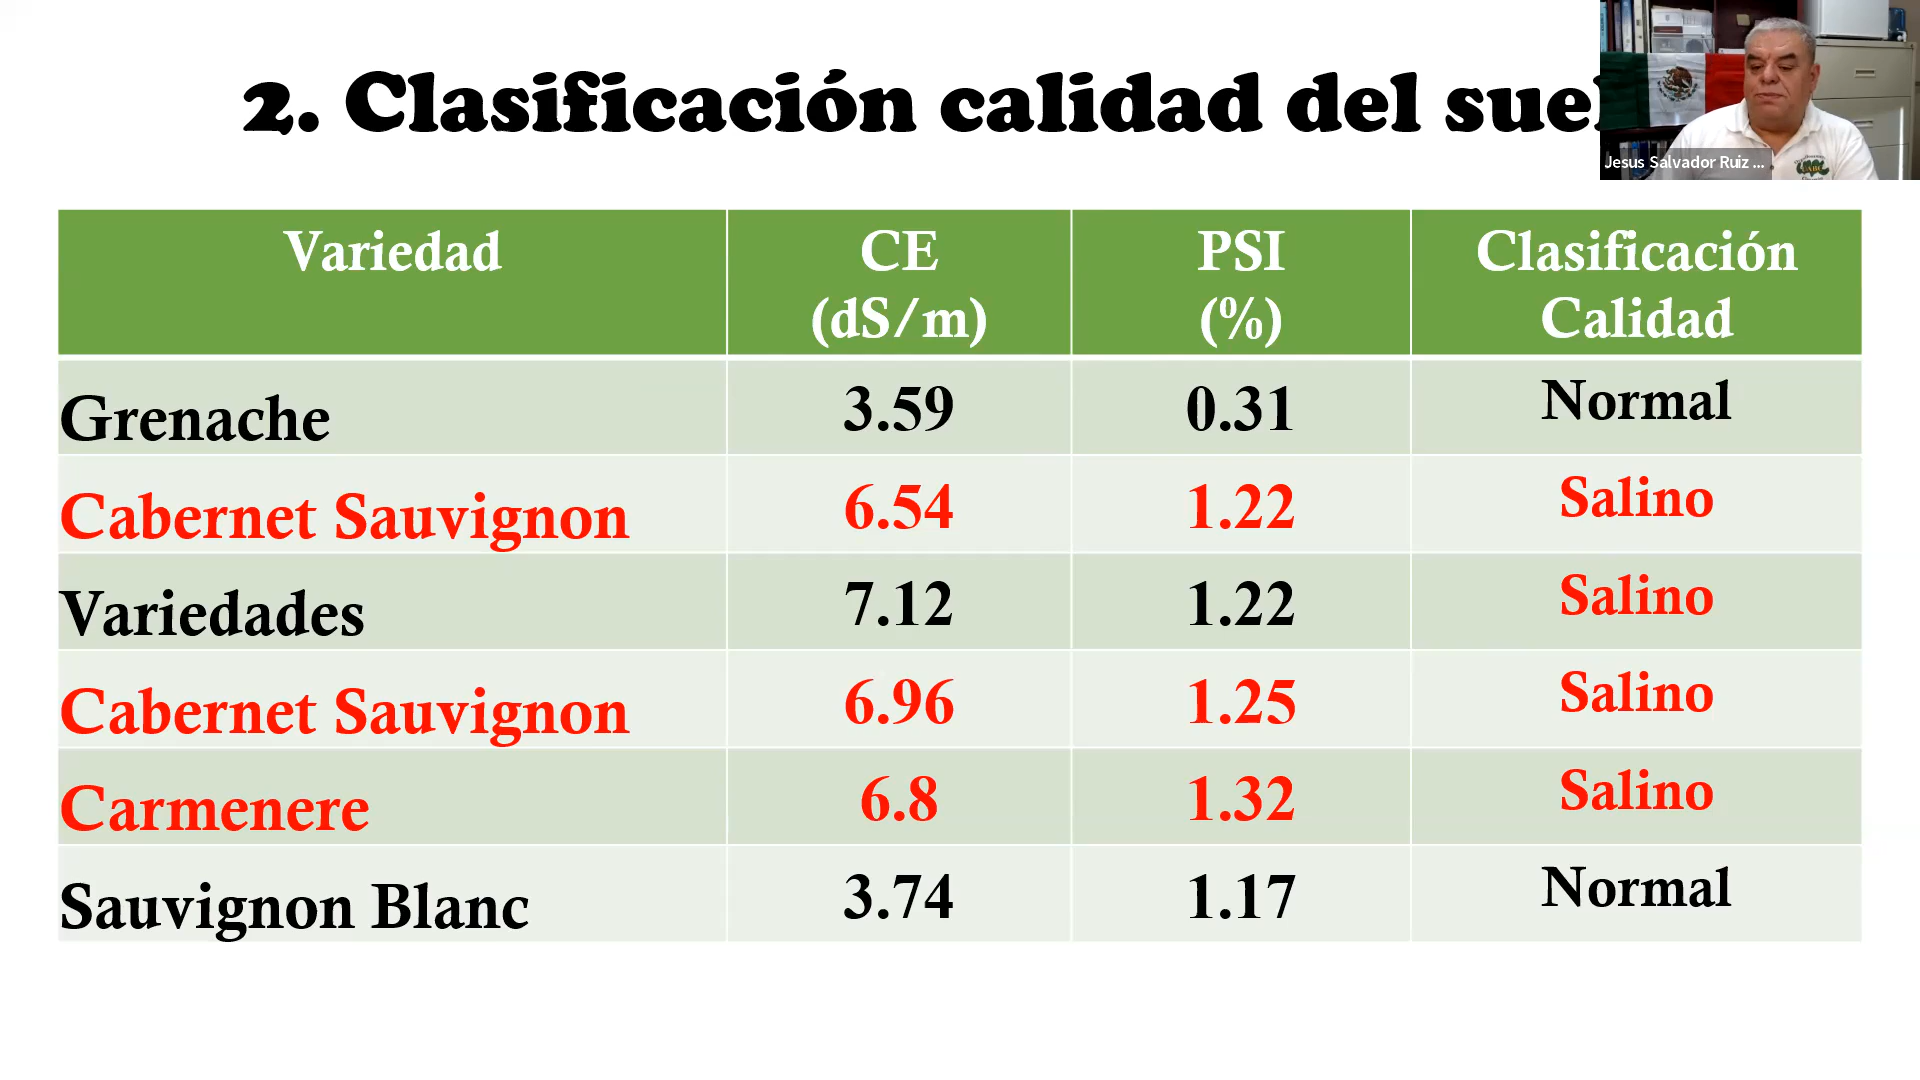 2. Clasificación calidad del sue
Jesus Salvador Ruiz ...
Variedad
CE
(dS/m)
PSI
(%)
Clasificación
Calidad
Grenache 3.59 0.31 Normal
Cabernet Sauvignon 6.54 1.22 Salino
Variedades 7.12 1.22 Salino
Cabernet Sauvignon 6.96 1.25 Salino
Carmenere 6.8 1.32 Salino
Sauvignon Blanc 3.74 1.17 Normal